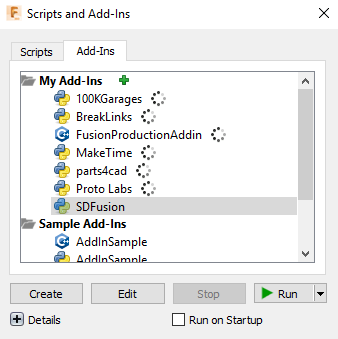 Scripts and Add-Ins
Scripts Add-Ins
My Add-Ins
100KGarages
BreakLinks
FusionProductionAddin
MakeTime
parts4cad
Proto Labs
SDFusion
Sample Add-Ins
AddInSample
AddInSample
Create Edit Stop Run
Details Run on Startup